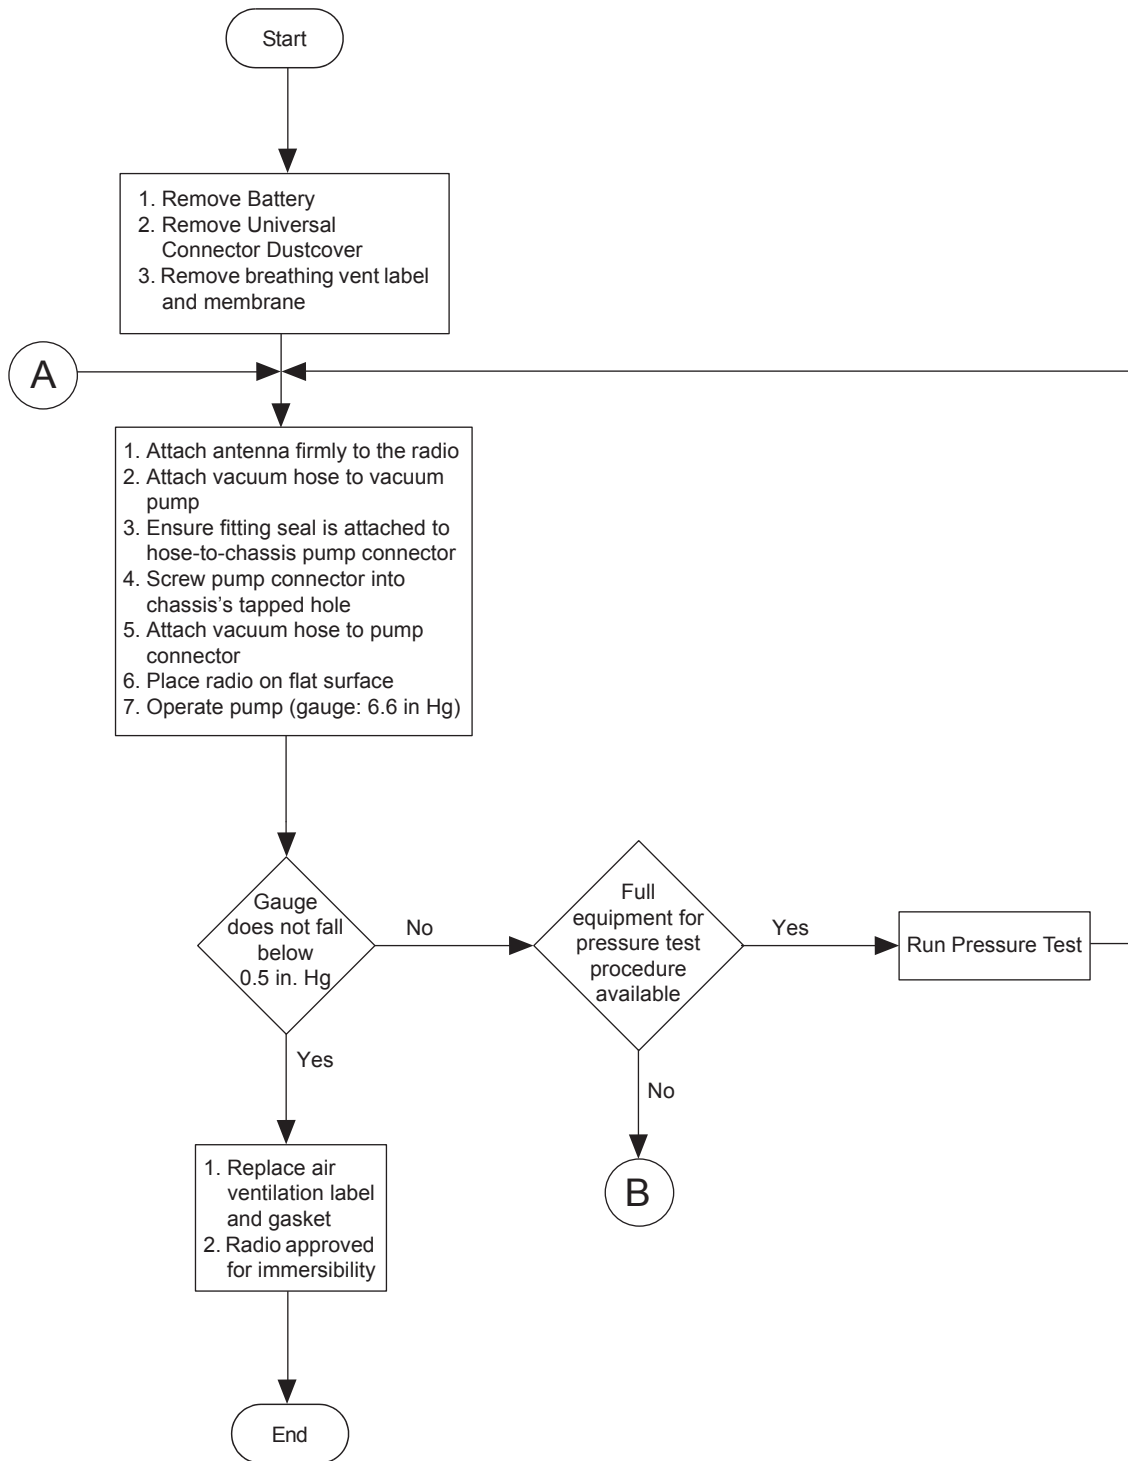 Start
1. Remove Battery
2. Remove Universal
Connector Dustcover
3. Remove breathing vent label
and membrane
A
1. Attach antenna firmly to the radio
2. Attach vacuum hose to vacuum
pump
3. Ensure fitting seal is attached to
hose-to-chassis pump connector
4. Screw pump connector into
chassis's tapped hole
5. Attach vacuum hose to pump
connector
6. Place radio on flat surface
7. Operate pump (gauge: 6.6 in Hg)
Gauge
does not fall
below
0.5 in. Hg
No
Full
equipment for
pressure test
procedure
available
Yes
Run Pressure Test
Yes
No
1. Replace air
ventilation label
and gasket
2. Radio approved
for immersibility
B
End